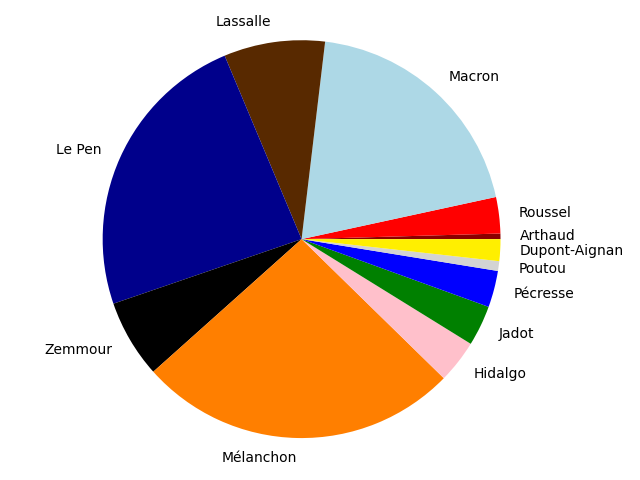 Lassalle
Macron
Le Pen
Roussel
Arthaud
Dupont-Aignan
Poutou
Pécresse
Jadot
Zemmour
Hidalgo
Mélanchon